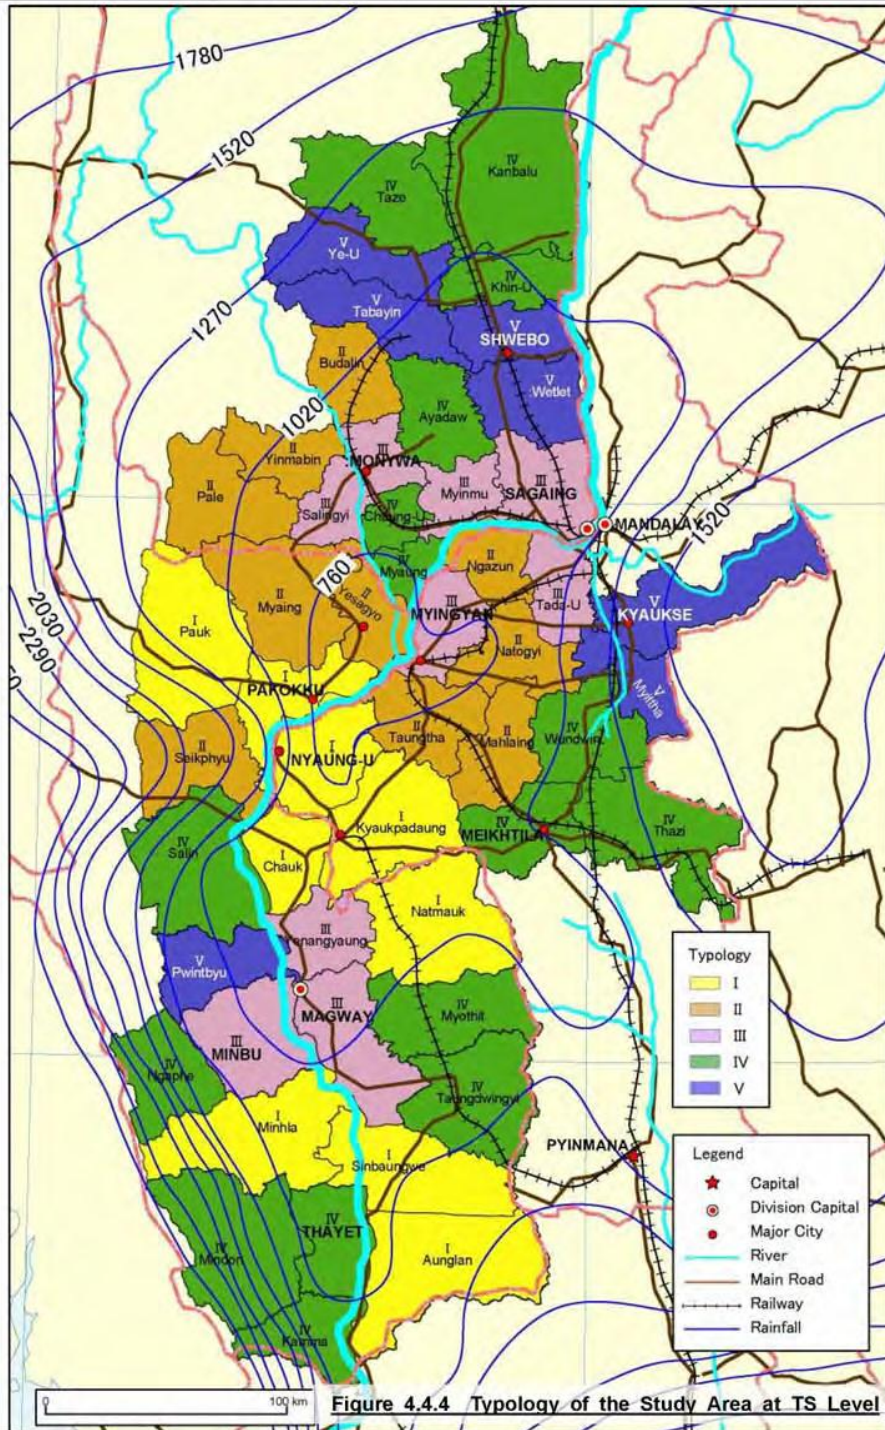 1780
1520
IV
Kanbalu
IV
Taze
V
Ye-U
IV
Khin-U
1270
V
Tabayin
V
SHWEBO
II
Budalin
V
Wetlet
IV
Ayadaw
1020
II
Yinmabin
III
MONYWA
II
Pale
III
Myinmu
III
SAGAING
III
Salingyi
IV
Chaung-U
MANDALAY
1520
IV
Myaung
II
Ngazun
760
II
Yesagyo
II
Myaing
III
MYINGYAN
III
Tada-U
V
KYAUKSE
I
Pauk
2030
2290
II
Natogyi
V
Myittha
I
PAKOKKU
II
Taungtha
II
Mahlaing
IV
Wundwin
II
Seikphyu
I
NYAUNG-U
I
Kyaukpadaung
IV
MEIKHTILA
IV
Thazi
IV
Salin
I
Chauk
I
Natmauk
III
Yenangyaung
V
Pwintbyu
III
MAGWAY
IV
Myothit
III
MINBU
IV
Ngaphe
IV
Taungdwingyi
I
Minhla
I
Sinbaungwe
PYINMANA
IV
THAYET
IV
Mindon
I
Aunglan
IV
Kamma
Typology
I
II
III
IV
V
Legend
Capital
Division Capital
Major City
River
Main Road
Railway
Rainfall
0 100 km
Figure 4.4.4 Typology of the Study Area at TS Level